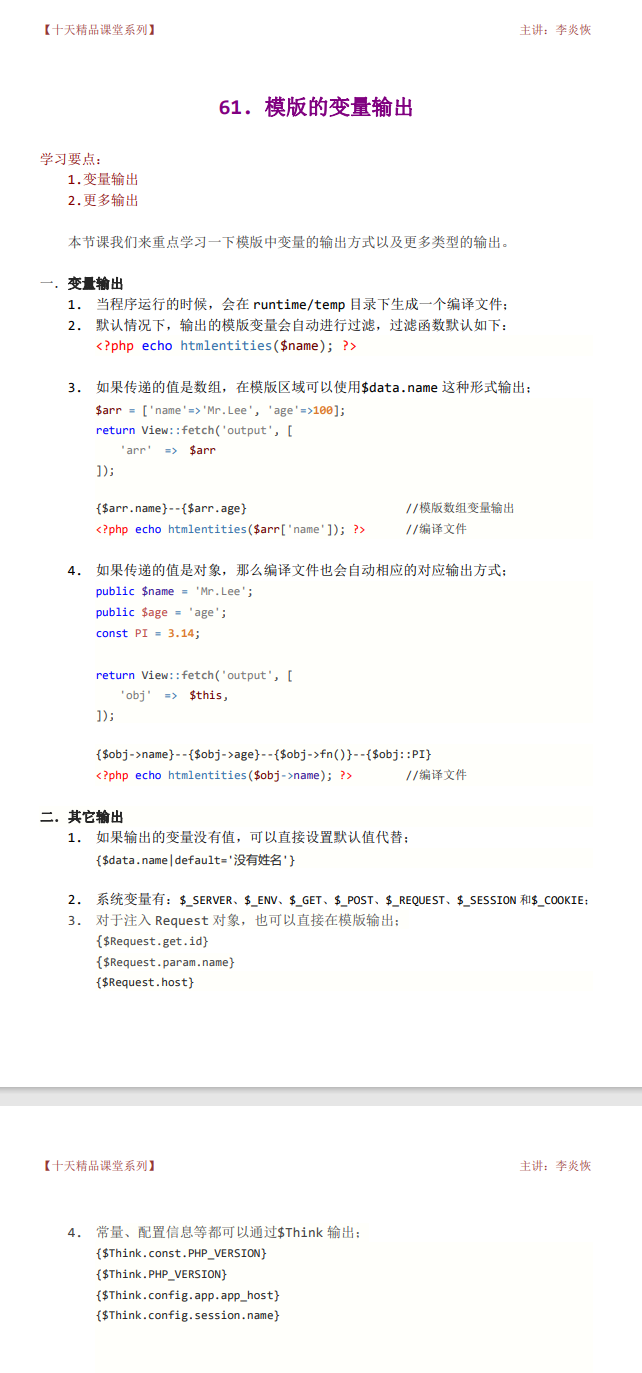 【十天精品课堂系列】 主讲：李炎恢
61. 模版的变量输出
学习要点：
1.变量输出
2.更多输出
本节课我们来重点学习一下模版中变量的输出方式以及更多类型的输出。
一. 变量输出
1. 当程序运行的时候，会在 runtime/temp 目录下生成一个编译文件；
2. 默认情况下，输出的模版变量会自动进行过滤，过滤函数默认如下：
<?php echo htmlentities($name); ?>
3. 如果传递的值是数组，在模版区域可以使用$data.name 这种形式输出；
$arr = ['name'=>'Mr.Lee', 'age'=>100];
return View::fetch('output', [
'arr' => $arr
]);
{$arr.name}--{$arr.age} //模版数组变量输出
<?php echo htmlentities($arr['name']); ?> //编译文件
4. 如果传递的值是对象，那么编译文件也会自动相应的对应输出方式；
public $name = 'Mr.Lee';
public $age = 'age';
const PI = 3.14;
return View::fetch('output', [
'obj' => $this,
]);
{$obj->name}--{$obj->age}--{$obj->fn()}--{$obj::PI}
<?php echo htmlentities($obj->name); ?> //编译文件
二. 其它输出
1. 如果输出的变量没有值，可以直接设置默认值代替；
{$data.name|default='没有姓名'}
2. 系统变量有：$_SERVER、$_ENV、$_GET、$_POST、$_REQUEST、$_SESSION 和$_COOKIE；
3. 对于注入 Request 对象，也可以直接在模版输出；
{$Request.get.id}
{$Request.param.name}
{$Request.host}
【十天精品课堂系列】 主讲：李炎恢
4. 常量、配置信息等都可以通过$Think 输出；
{$Think.const.PHP_VERSION}
{$Think.PHP_VERSION}
{$Think.config.app.app_host}
{$Think.config.session.name}